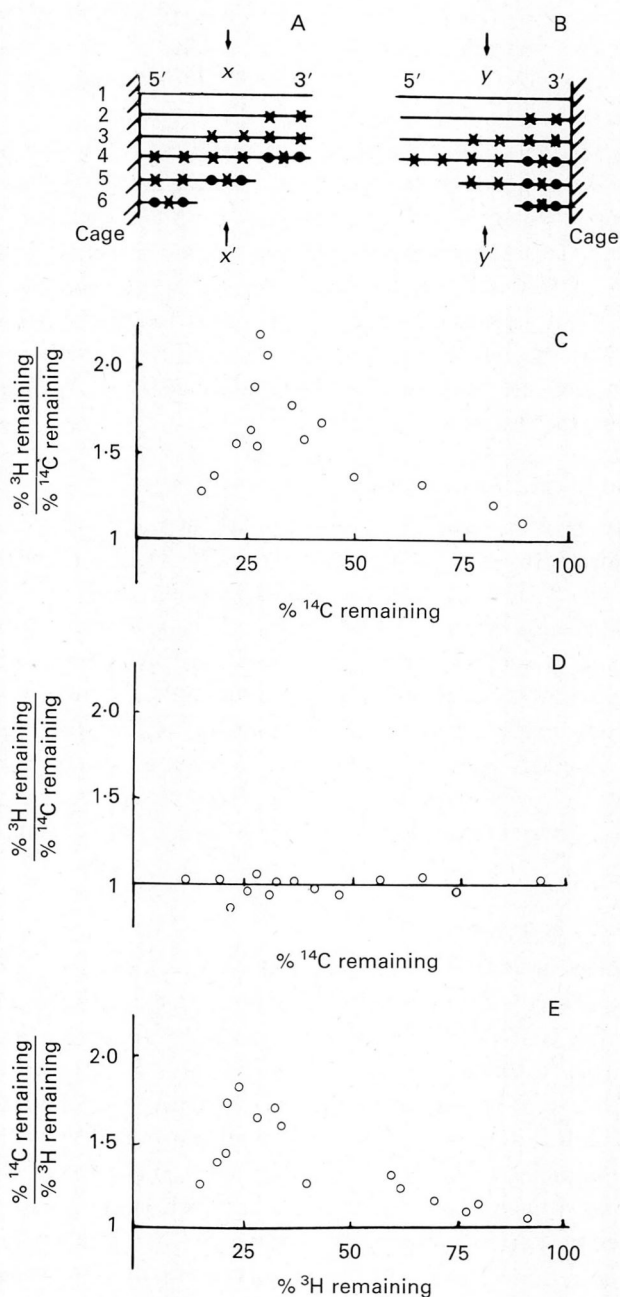 A B
x y
5′ 3′ 5′ 3′
1
2
3
4
5
6
Cage x′ y′ Cage
C
% ³H remaining
% ¹⁴C remaining
2·0
1·5
1
25 50 75 100
% ¹⁴C remaining
D
% ³H remaining
% ¹⁴C remaining
2·0
1·5
1
% ¹⁴C remaining
E
% ¹⁴C remaining
% ³H remaining
2·0
1·5
1
25 50 75 100
% ³H remaining